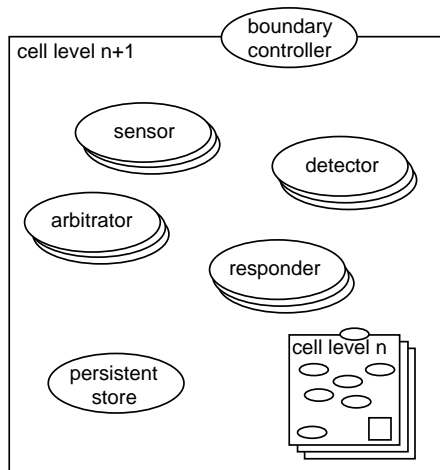 boundary
controller
cell level n+1
sensor
detector
arbitrator
responder
cell level n
persistent
store